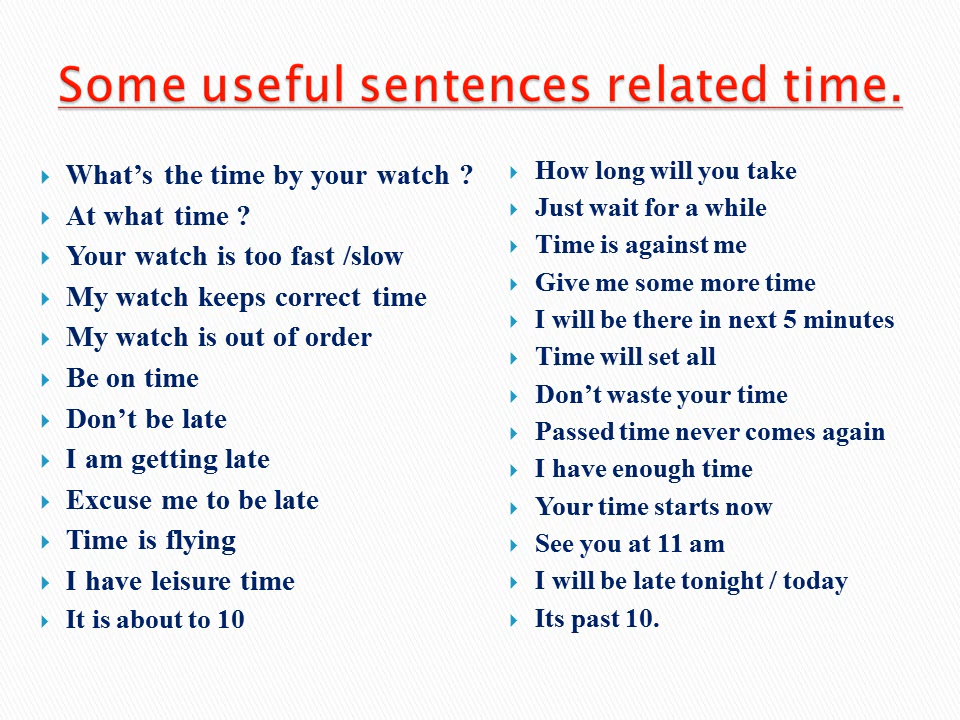 Some useful sentences related time.
What’s the time by your watch ?
At what time ?
Your watch is too fast /slow
My watch keeps correct time
My watch is out of order
Be on time
Don’t be late
I am getting late
Excuse me to be late
Time is flying
I have leisure time
It is about to 10
How long will you take
Just wait for a while
Time is against me
Give me some more time
I will be there in next 5 minutes
Time will set all
Don’t waste your time
Passed time never comes again
I have enough time
Your time starts now
See you at 11 am
I will be late tonight / today
Its past 10.